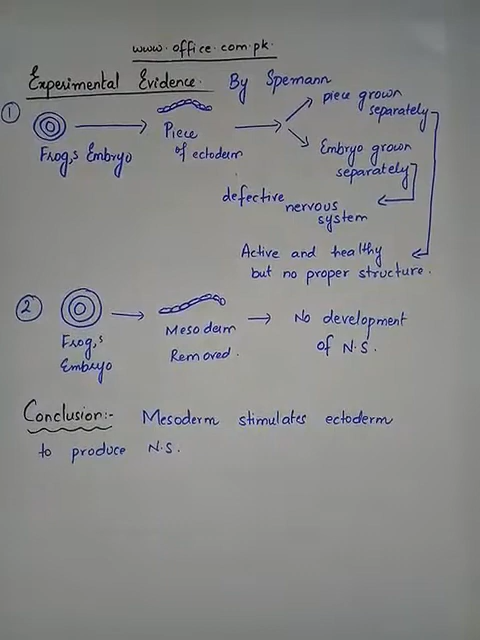 www.office.com.pk.
Experimental Evidence. By Spemann
1
Frog,s Embryo
Piece
of ectoderm
piece grown
separately
Embryo grown
separately
defective
nervous
system
Active and healthy
but no proper structure.
2
Frog,s
Embryo
Mesoderm
Removed.
No development
of N.S.
Conclusion:- Mesoderm stimulates ectoderm
to produce N.S.